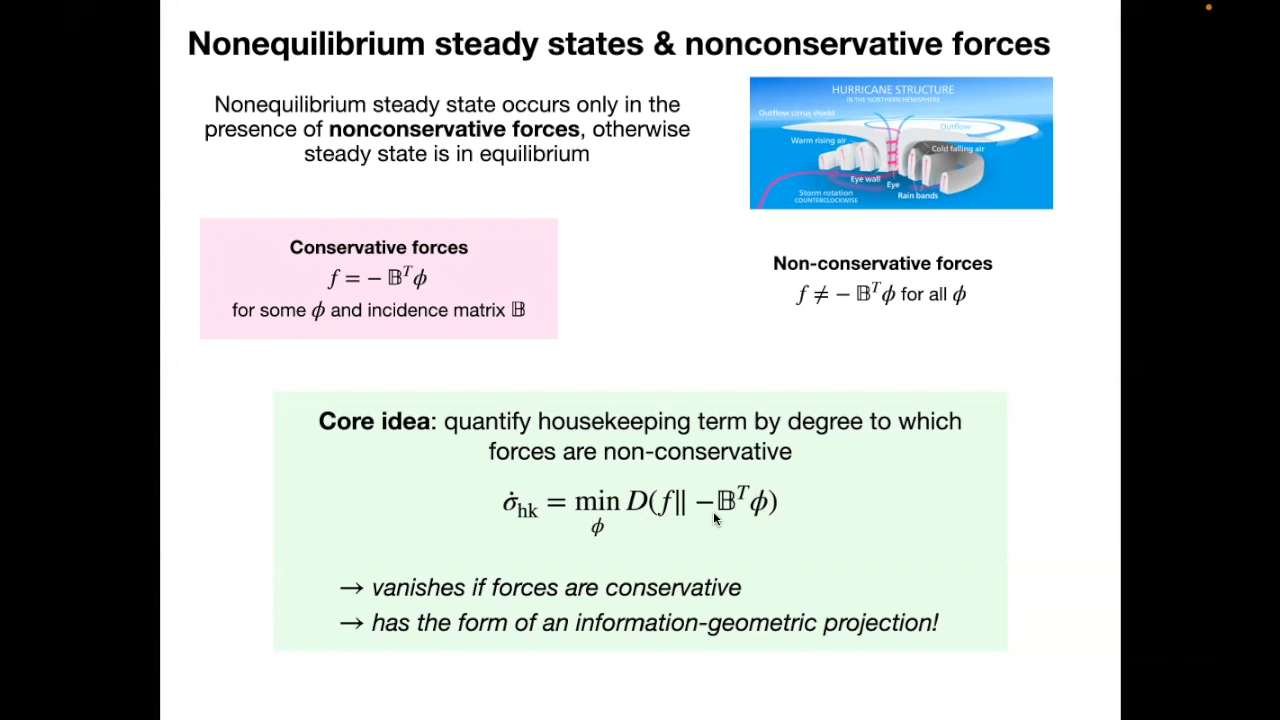 Nonequilibrium steady states & nonconservative forces
Nonequilibrium steady state occurs only in the
presence of nonconservative forces, otherwise
steady state is in equilibrium
HURRICANE STRUCTURE
IN THE NORTHERN HEMISPHERE
Outflow cirrus shield
Outflow
Warm rising air
Cold falling air
Eye wall
Eye
Rain bands
Storm rotation
COUNTERCLOCKWISE
Conservative forces
f = − 𝔹ᵀϕ
for some ϕ and incidence matrix 𝔹
Non-conservative forces
f ≠ − 𝔹ᵀϕ for all ϕ
Core idea: quantify housekeeping term by degree to which
forces are non-conservative
σ̇hk = min D(f‖ −𝔹ᵀϕ)
ϕ
→ vanishes if forces are conservative
→ has the form of an information-geometric projection!